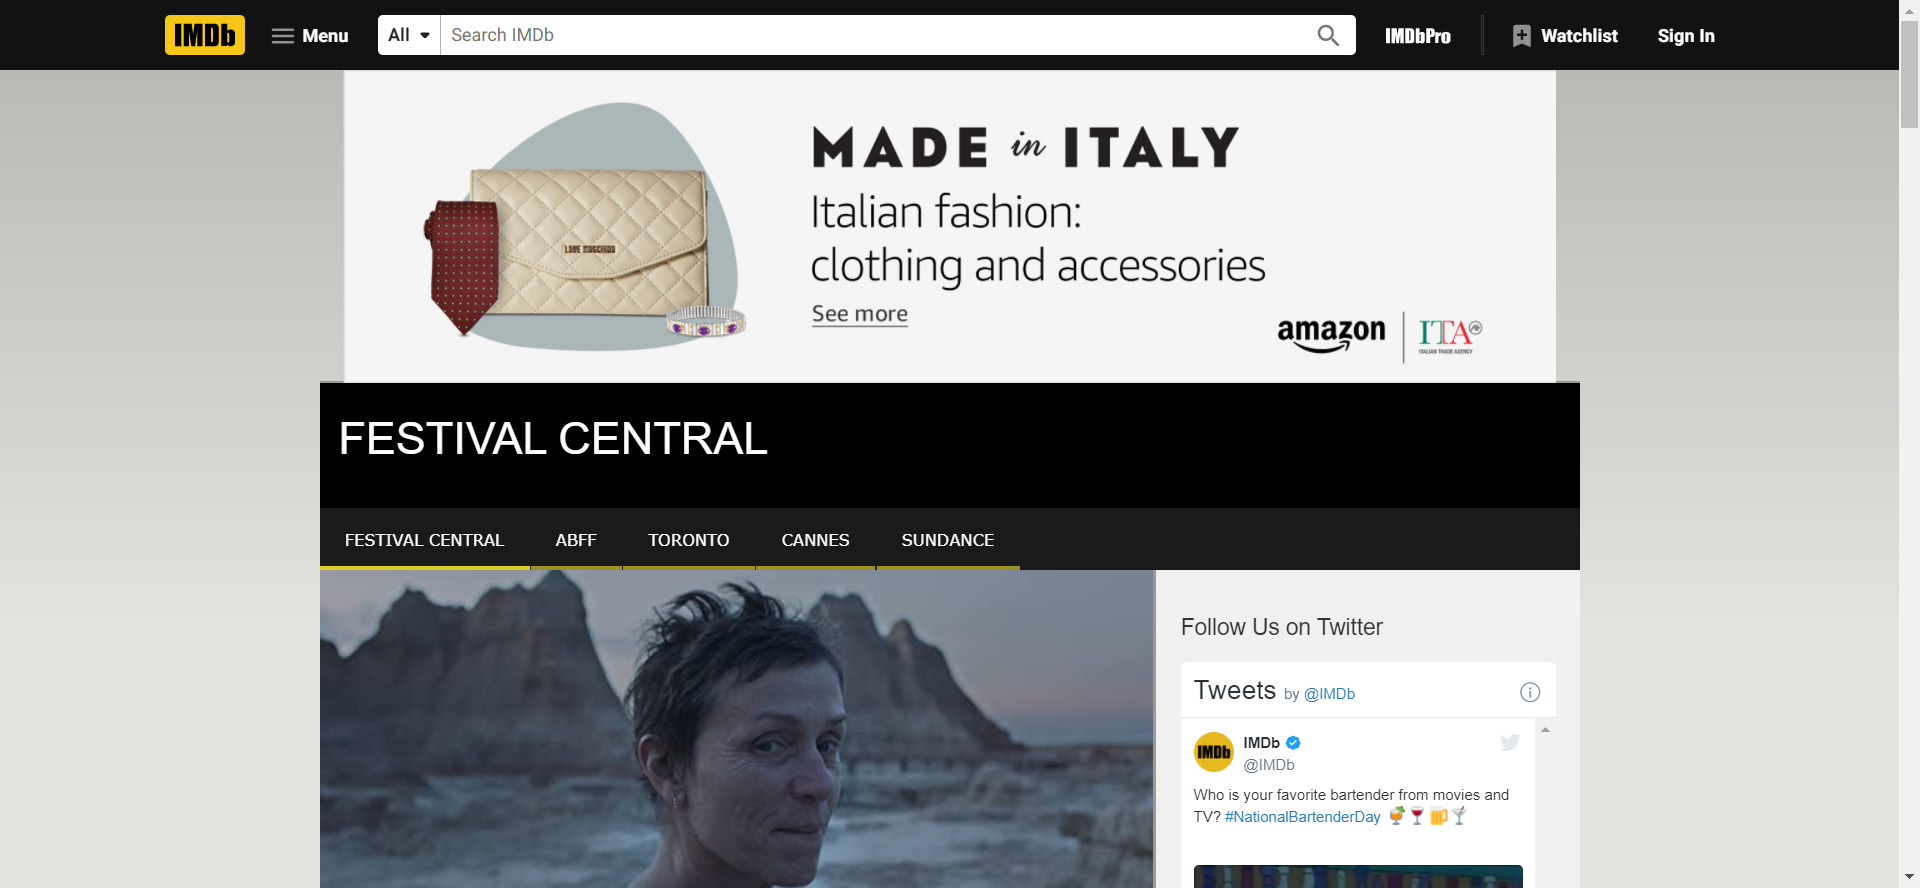 IMDb Menu All Search IMDb IMDbPro Watchlist Sign In
MADE in ITALY
Italian fashion:
clothing and accessories
See more
LOVE MOSCHINO
amazon ITA
ITALIAN TRADE AGENCY
FESTIVAL CENTRAL
FESTIVAL CENTRAL ABFF TORONTO CANNES SUNDANCE
Follow Us on Twitter
Tweets by @IMDb
IMDb
IMDb
@IMDb
Who is your favorite bartender from movies and
TV? #NationalBartenderDay 🍹🍷🍺🍸